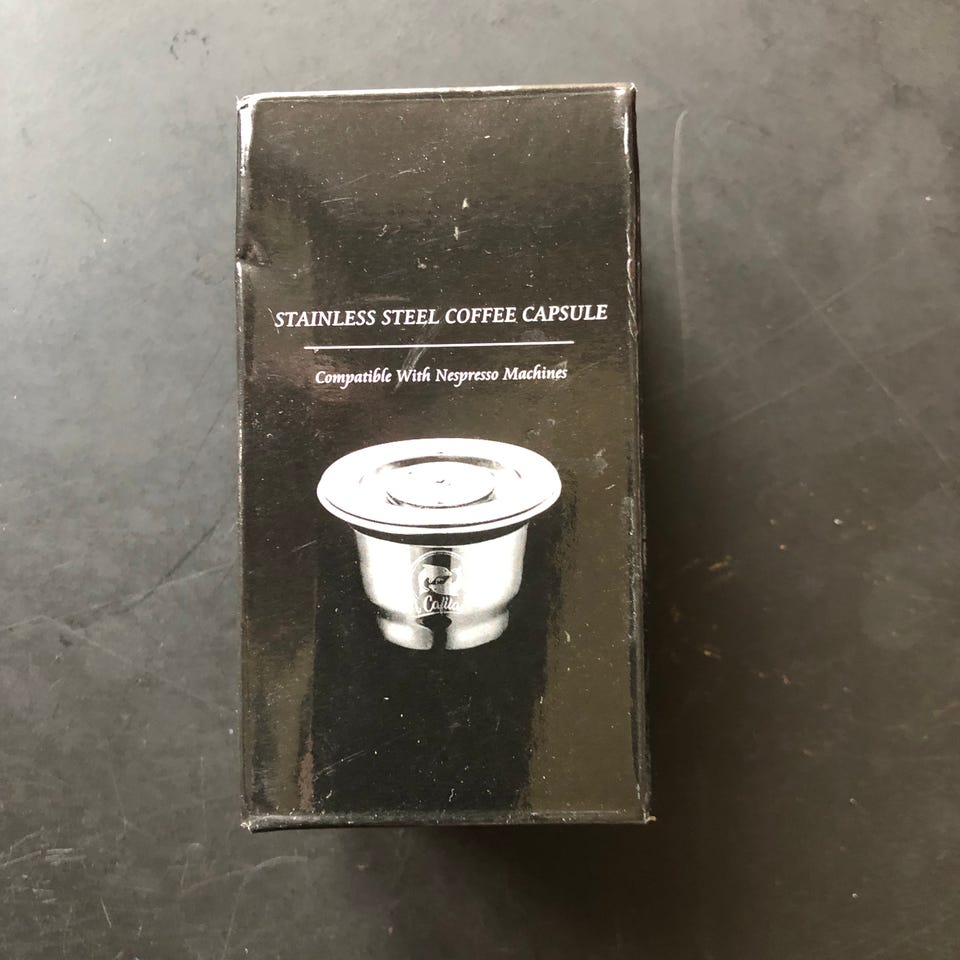 STAINLESS STEEL COFFEE CAPSULE
Compatible With Nespresso Machines